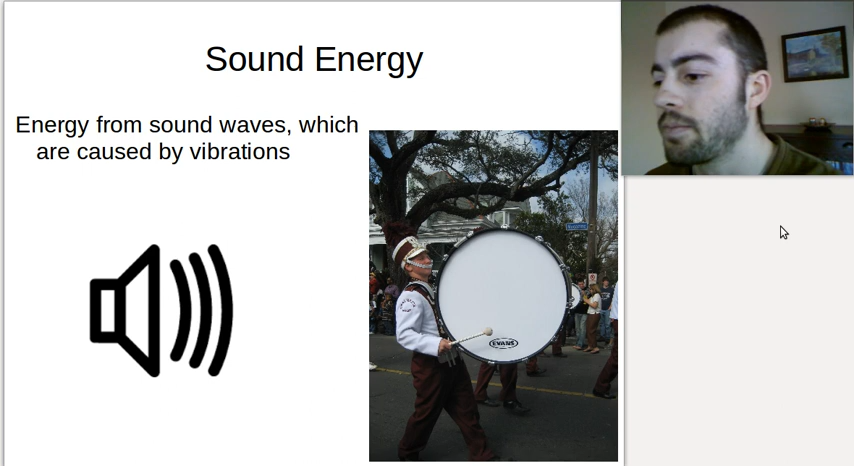 Sound Energy
Energy from sound waves, which
are caused by vibrations
EVANS